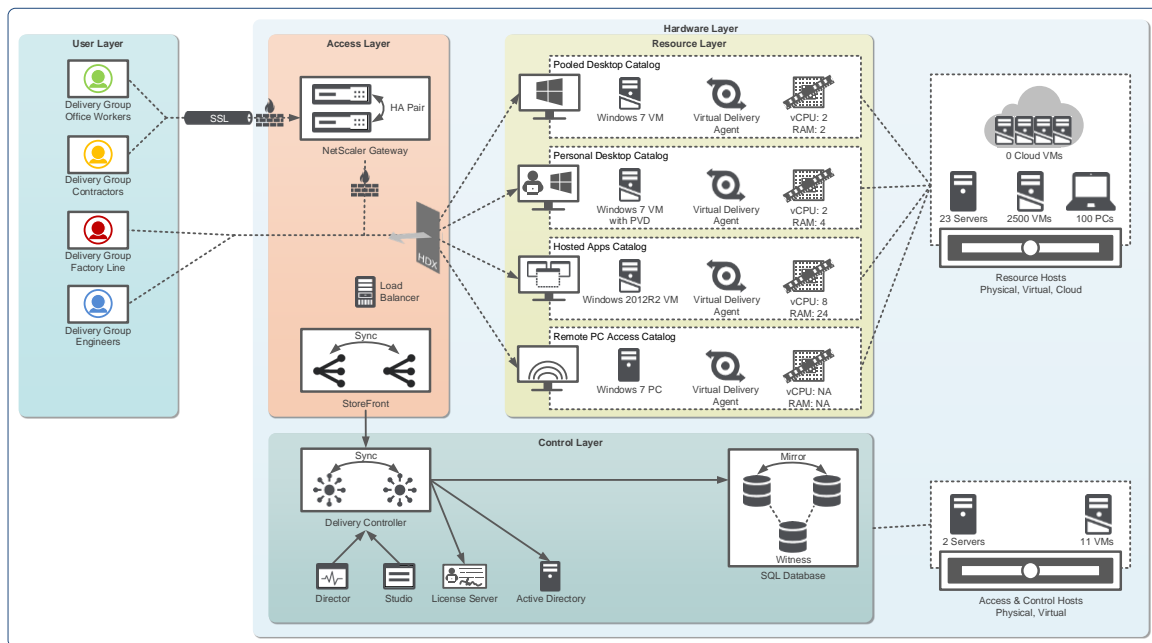 Hardware Layer
User Layer
Delivery Group
Office Workers
Delivery Group
Contractors
Delivery Group
Factory Line
Delivery Group
Engineers
SSL
Access Layer
HA Pair
NetScaler Gateway
HDX
Load
Balancer
Sync
StoreFront
Resource Layer
Pooled Desktop Catalog
Windows 7 VM
Virtual Delivery
Agent
vCPU: 2
RAM: 2
Personal Desktop Catalog
Windows 7 VM
with PVD
Virtual Delivery
Agent
vCPU: 2
RAM: 4
Hosted Apps Catalog
Windows 2012R2 VM
Virtual Delivery
Agent
vCPU: 8
RAM: 24
Remote PC Access Catalog
Windows 7 PC
Virtual Delivery
Agent
vCPU: NA
RAM: NA
0 Cloud VMs
23 Servers
2500 VMs
100 PCs
Resource Hosts
Physical, Virtual, Cloud
Control Layer
Sync
Delivery Controller
Director
Studio
License Server
Active Directory
Mirror
Witness
SQL Database
2 Servers
11 VMs
Access & Control Hosts
Physical, Virtual